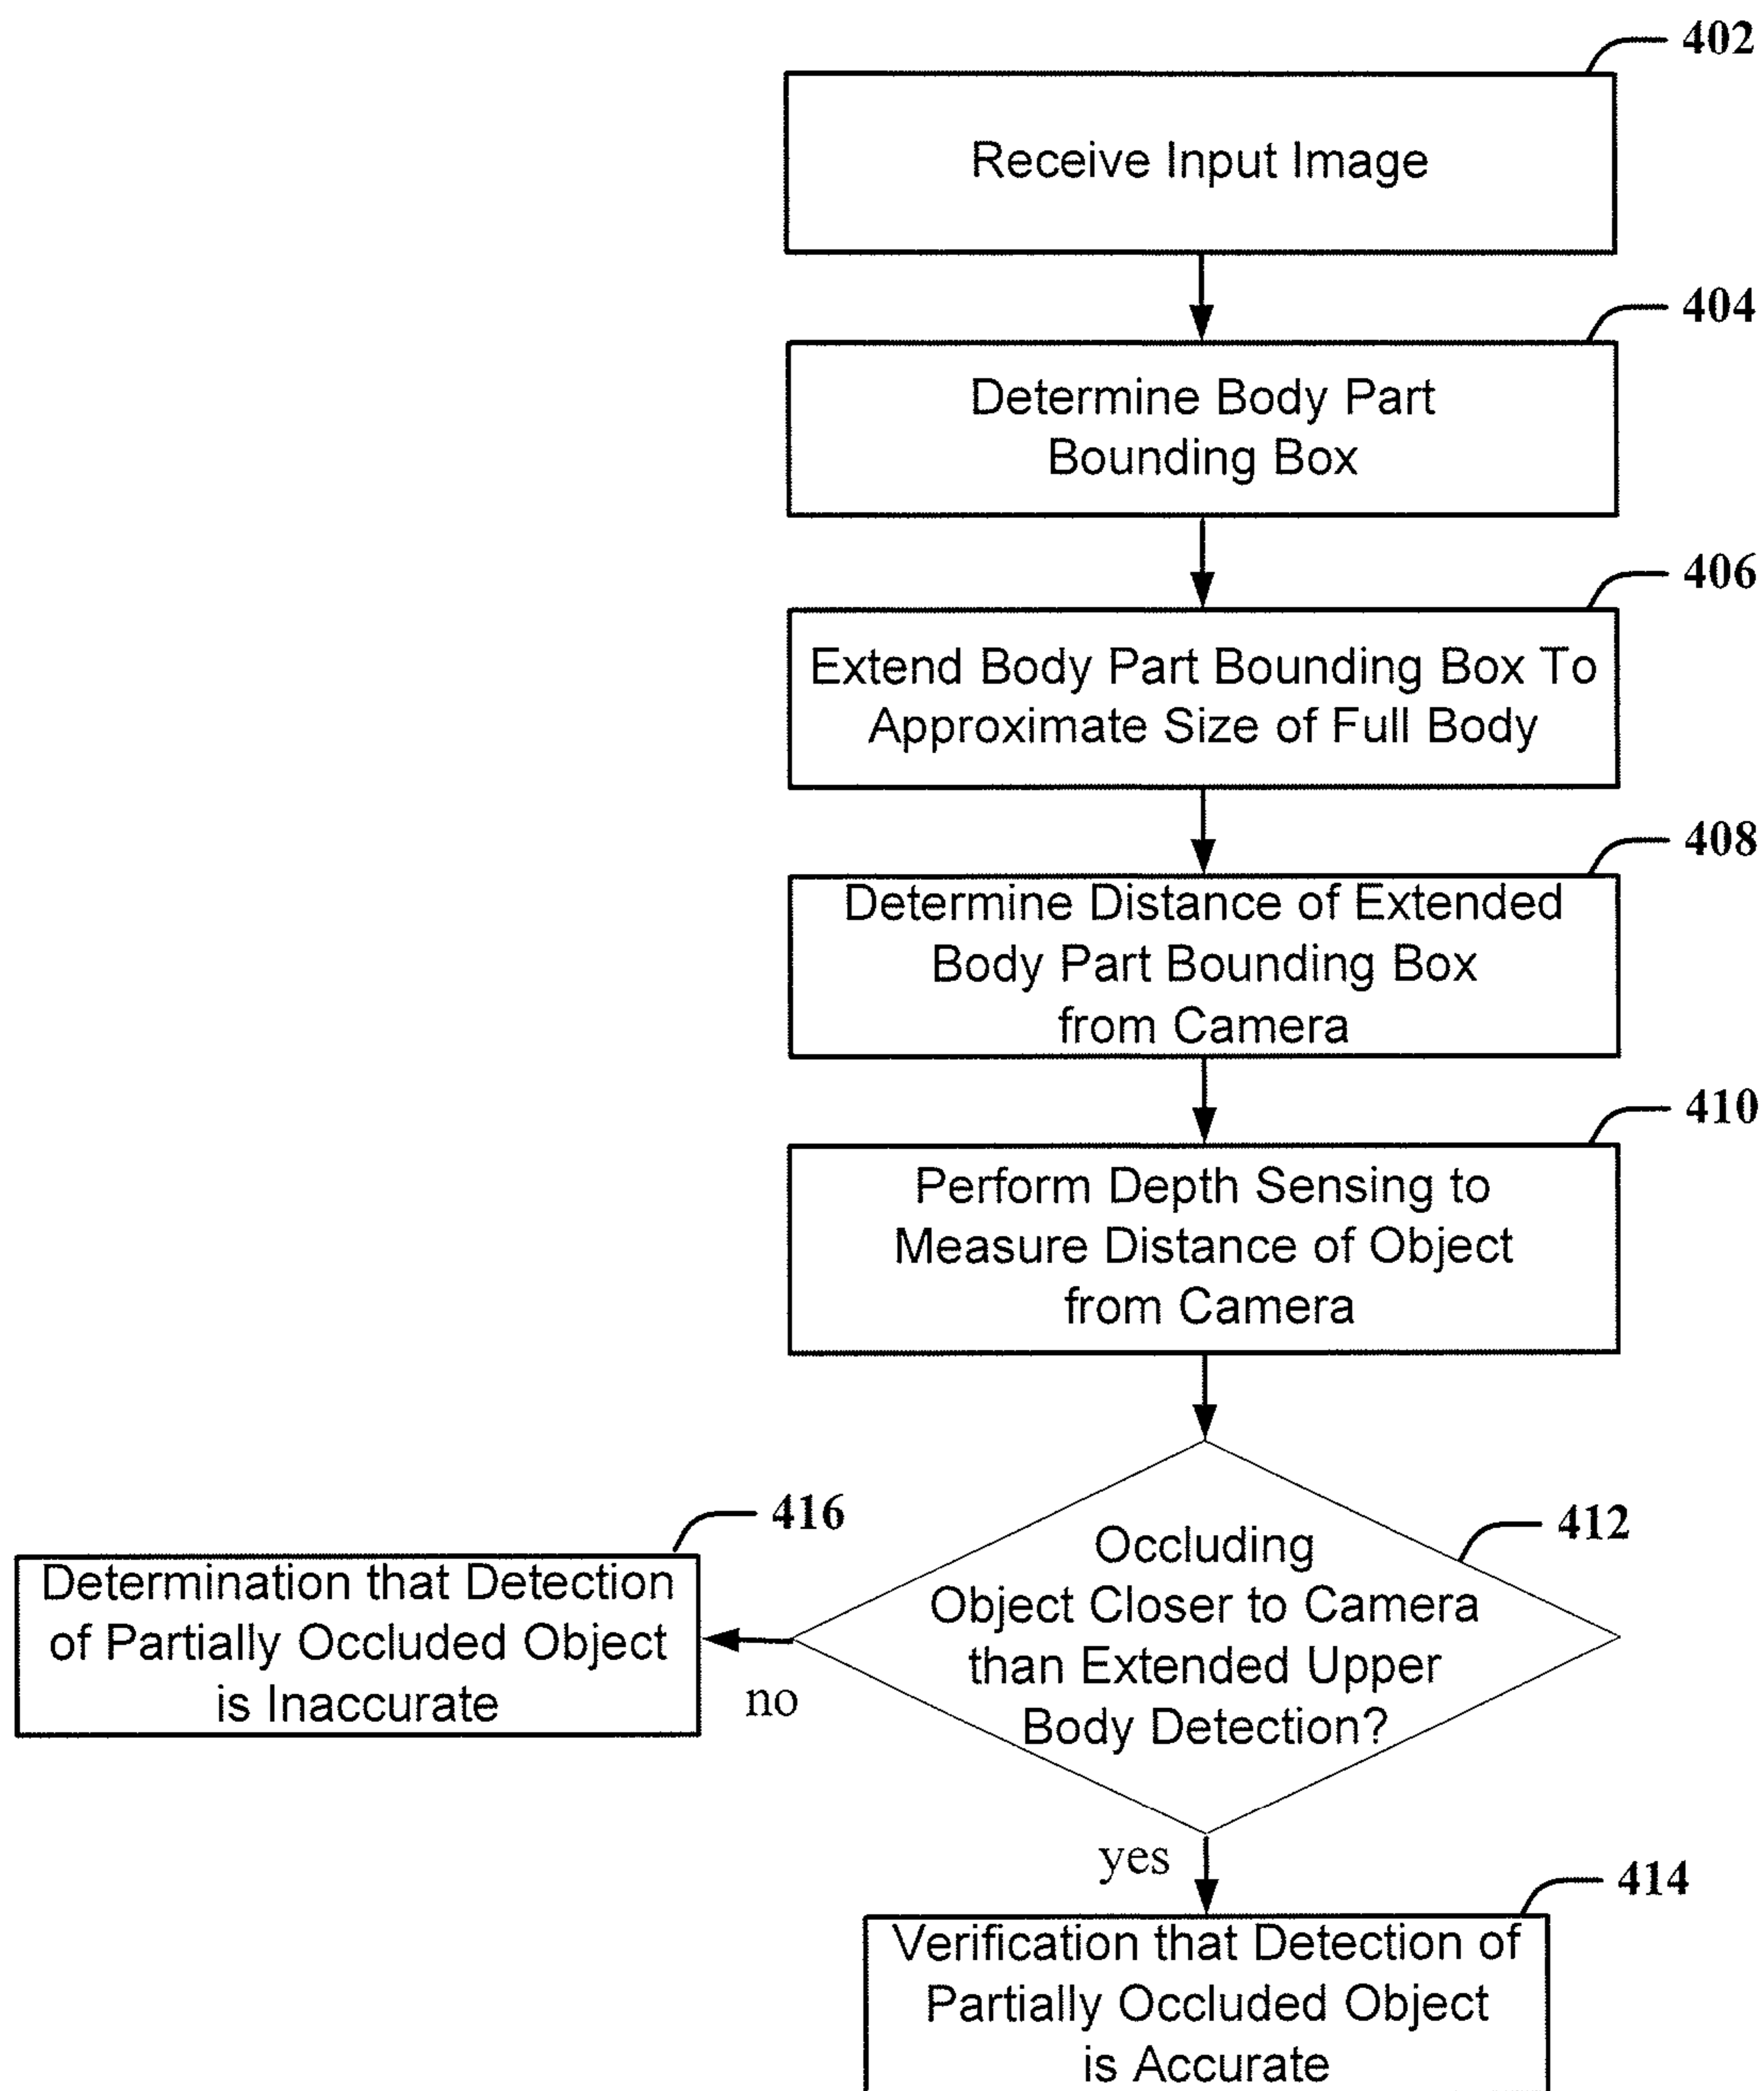 402
Receive Input Image
404
Determine Body Part
Bounding Box
406
Extend Body Part Bounding Box To
Approximate Size of Full Body
408
Determine Distance of Extended
Body Part Bounding Box
from Camera
410
Perform Depth Sensing to
Measure Distance of Object
from Camera
412
Occluding
Object Closer to Camera
than Extended Upper
Body Detection?
416
Determination that Detection
of Partially Occluded Object
is Inaccurate
no
yes
414
Verification that Detection of
Partially Occluded Object
is Accurate